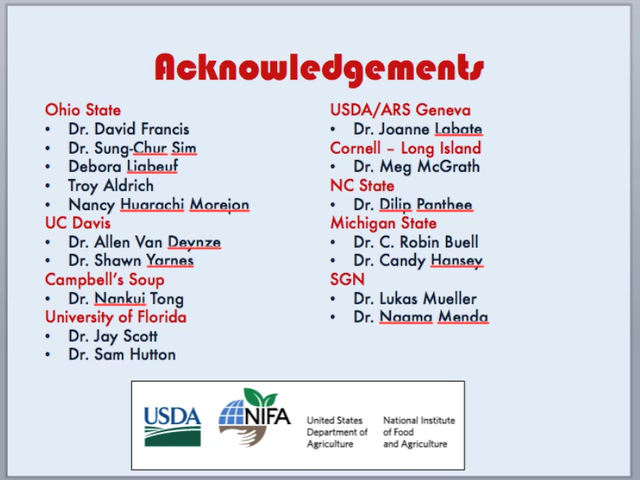 Acknowledgements
Ohio State
• Dr. David Francis
• Dr. Sung-Chur Sim
• Debora Liabeuf
• Troy Aldrich
• Nancy Huarachi Morejon
UC Davis
• Dr. Allen Van Deynze
• Dr. Shawn Yarnes
Campbell's Soup
• Dr. Nankui Tong
University of Florida
• Dr. Jay Scott
• Dr. Sam Hutton
USDA/ARS Geneva
• Dr. Joanne Labate
Cornell – Long Island
• Dr. Meg McGrath
NC State
• Dr. Dilip Panthee
Michigan State
• Dr. C. Robin Buell
• Dr. Candy Hansey
SGN
• Dr. Lukas Mueller
• Dr. Naama Menda
USDA
NIFA
United States
Department of
Agriculture
National Institute
of Food
and Agriculture